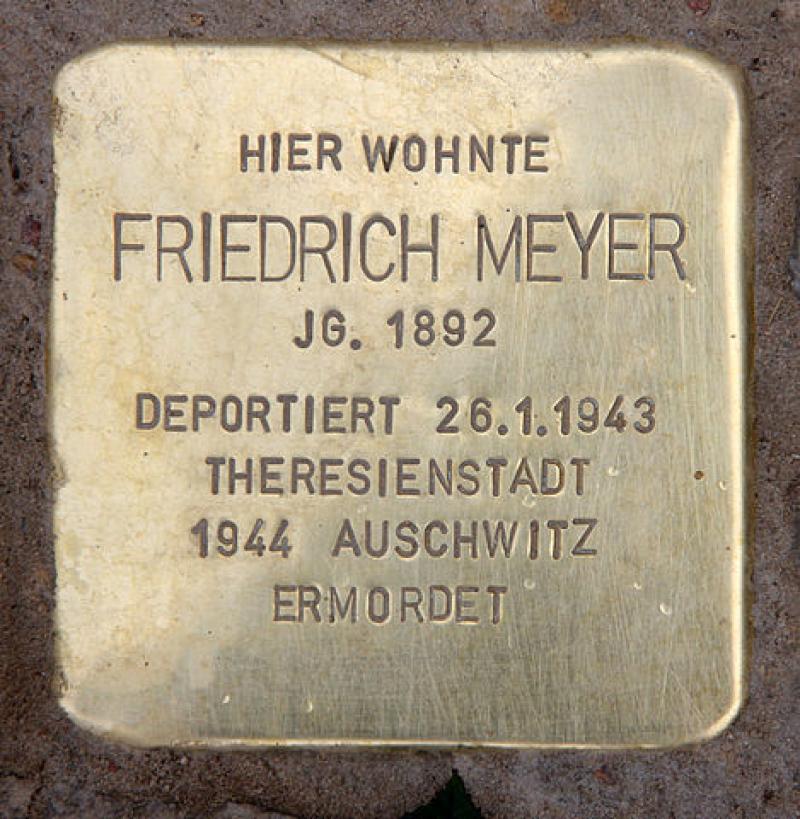 HIER WOHNTE
FRIEDRICH MEYER
JG. 1892
DEPORTIERT 26.1.1943
THERESIENSTADT
1944 AUSCHWITZ
ERMORDET